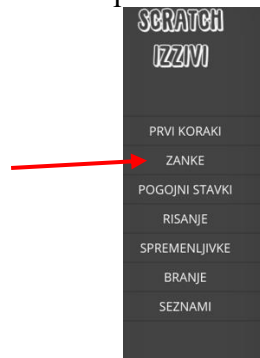 SCRATCH
IZZIVI
PRVI KORAKI
ZANKE
POGOJNI STAVKI
RISANJE
SPREMENLJIVKE
BRANJE
SEZNAMI